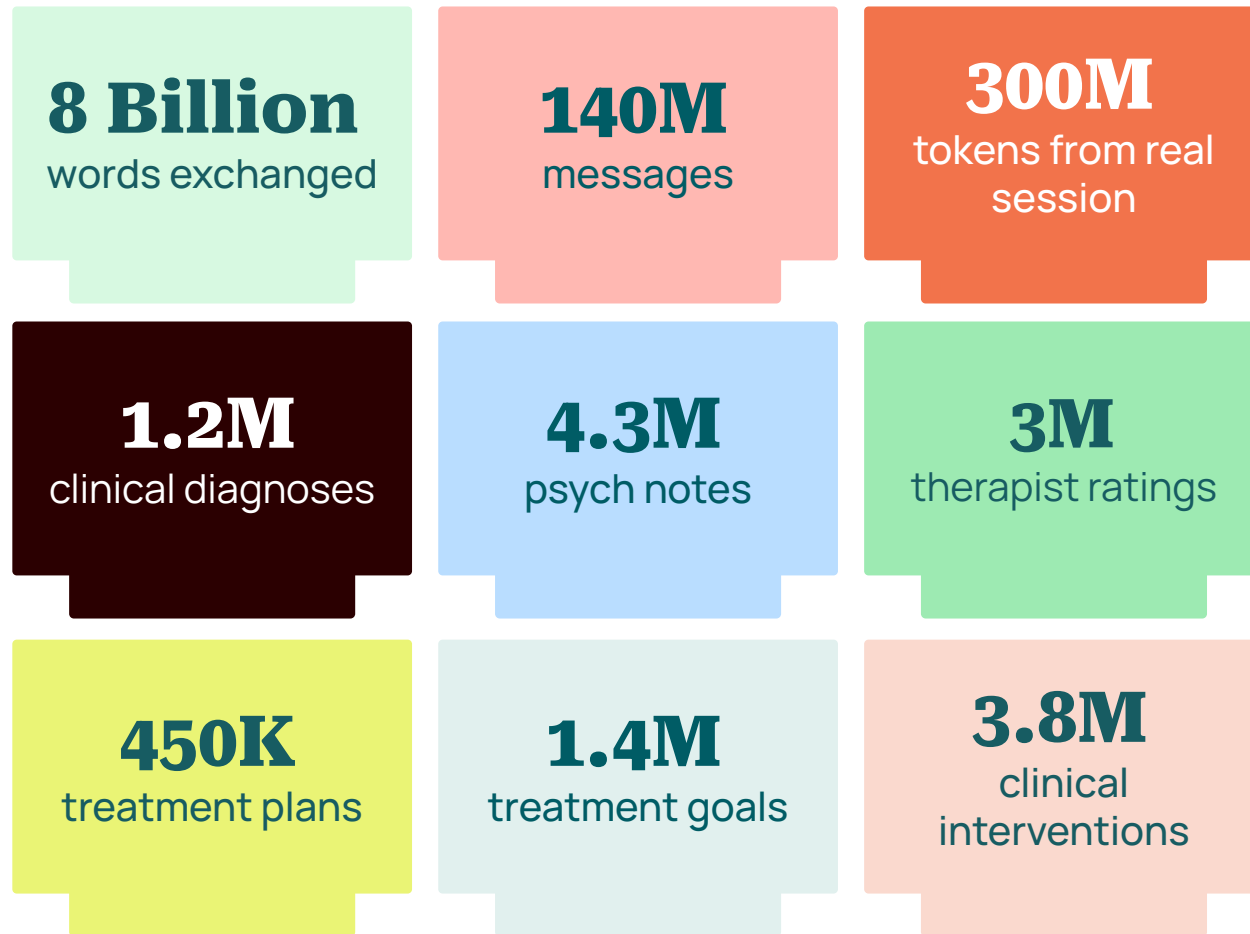 8 Billion
words exchanged
140M
messages
300M
tokens from real
session
1.2M
clinical diagnoses
4.3M
psych notes
3M
therapist ratings
450K
treatment plans
1.4M
treatment goals
3.8M
clinical
interventions